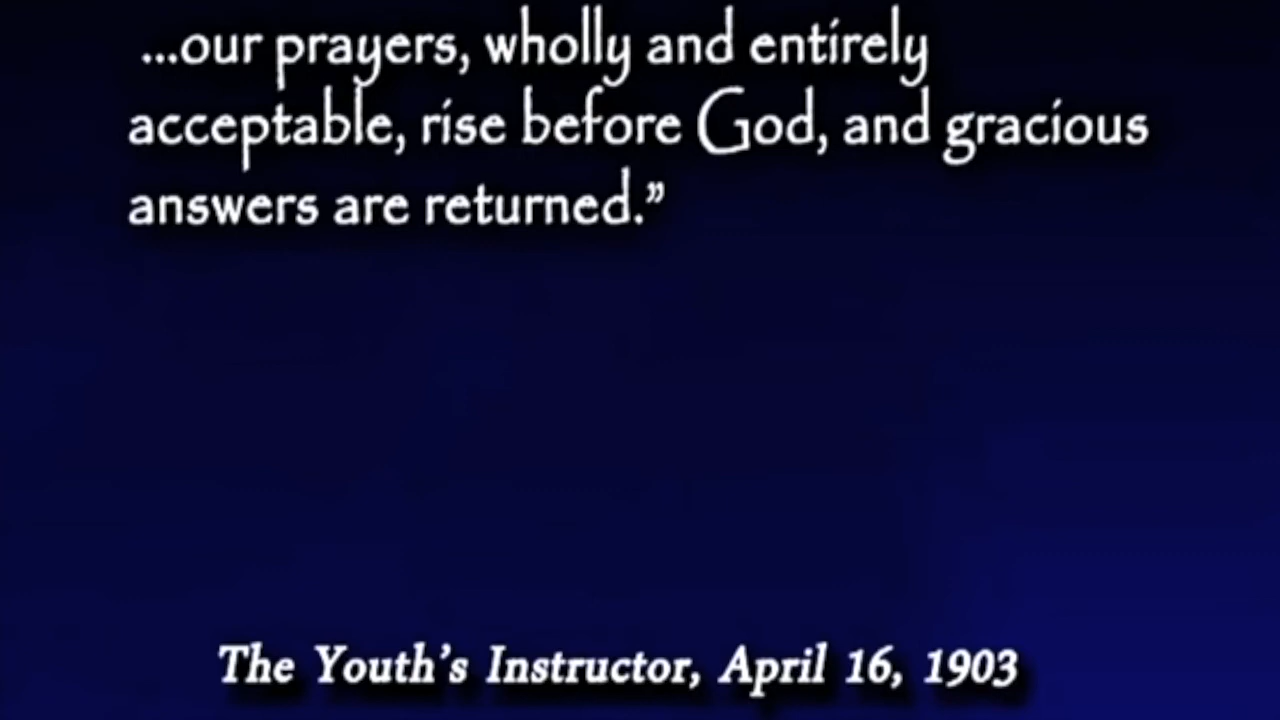 ...our prayers, wholly and entirely
acceptable, rise before God, and gracious
answers are returned.”
The Youth’s Instructor, April 16, 1903